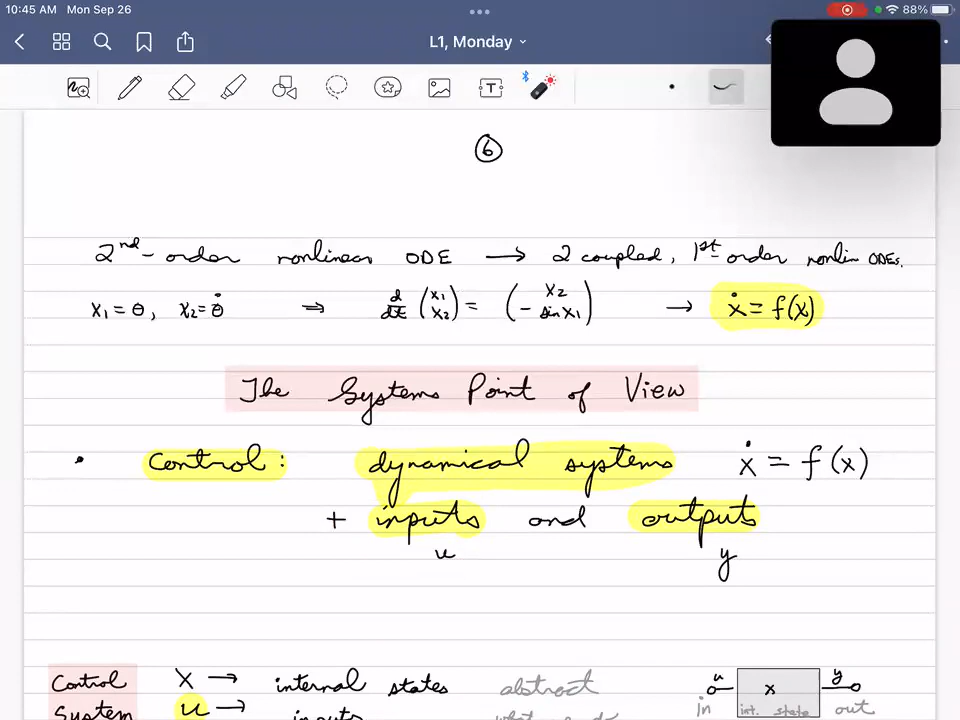 10:45 AM Mon Sep 26
88%
L1, Monday
6
2nd-order nonlinear ODE → 2 coupled, 1st-order nonlin ODEs.
x1 = θ, x2 = θ̇ ⇒ d/dt (x1 x2) = (x2 -sin x1) → ẋ = f(x)
The Systems Point of View
• Control: dynamical systems ẋ = f(x)
+ inputs and outputs
u y
Control X → internal states abstract u x y
System u → inputs in int. state out